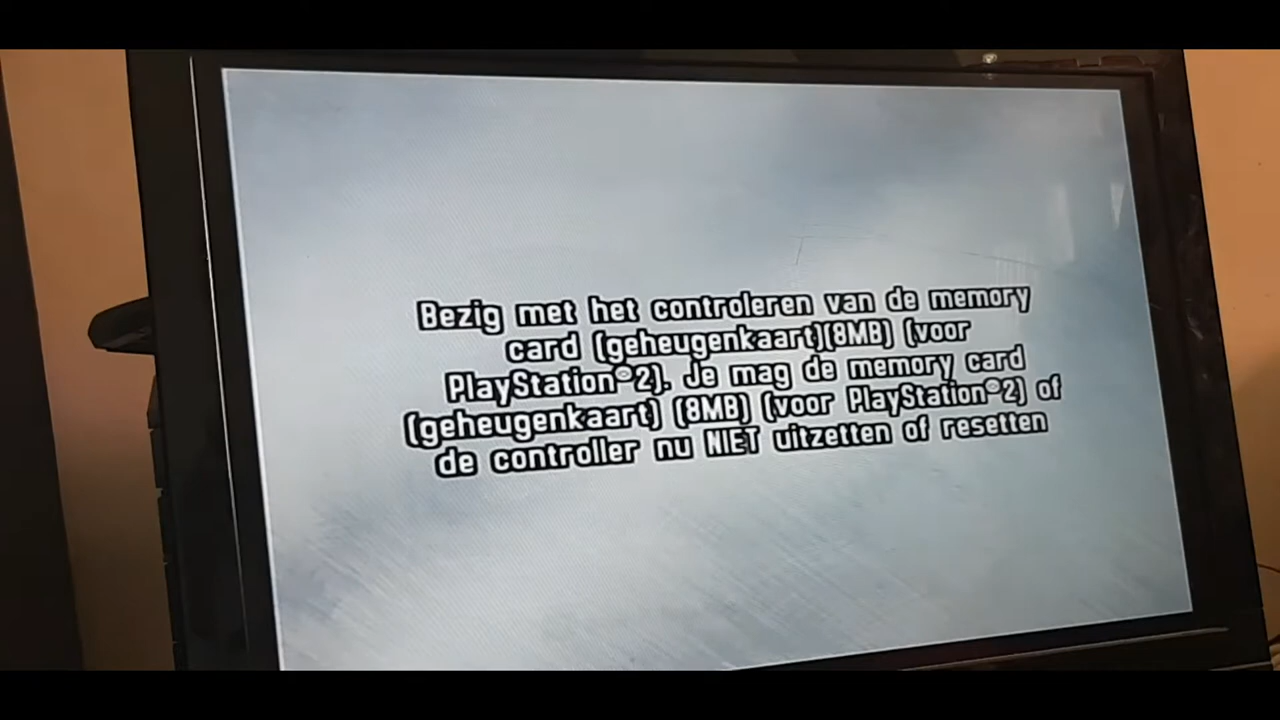 Bezig met het controleren van de memory
card (geheugenkaart)(8MB) (voor
PlayStation®2). Je mag de memory card
(geheugenkaart) (8MB) (voor PlayStation®2) of
de controller nu NIET uitzetten of resetten